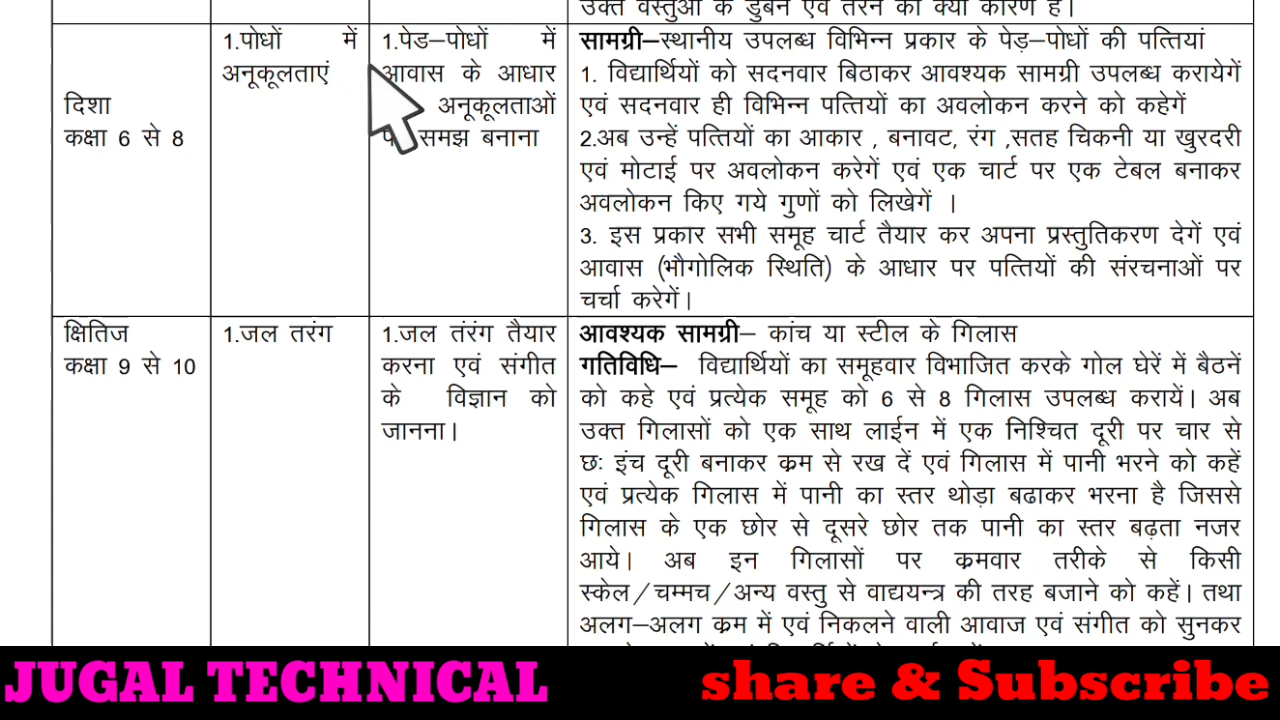 उक्त वस्तुओं के डुबने एवं तैरने का क्या कारण है।
दिशा
कक्षा 6 से 8
1.पोधों में
अनूकूलताएं
1.पेड–पोधों में
आवास के आधार
अनूकूलताओं
समझ बनाना
सामग्री–स्थानीय उपलब्ध विभिन्न प्रकार के पेड़–पोधों की पत्तियां
1. विद्यार्थियों को सदनवार बिठाकर आवश्यक सामग्री उपलब्ध करायेगें
एवं सदनवार ही विभिन्न पत्तियों का अवलोकन करने को कहेगें
2.अब उन्हें पत्तियों का आकार , बनावट, रंग ,सतह चिकनी या खुरदरी
एवं मोटाई पर अवलोकन करेगें एवं एक चार्ट पर एक टेबल बनाकर
अवलोकन किए गये गुणों को लिखेगें ।
3. इस प्रकार सभी समूह चार्ट तैयार कर अपना प्रस्तुतिकरण देगें एवं
आवास (भौगोलिक स्थिति) के आधार पर पत्तियों की संरचनाओं पर
चर्चा करेगें।
क्षितिज
कक्षा 9 से 10
1.जल तरंग
1.जल तंरंग तैयार
करना एवं संगीत
के विज्ञान को
जानना।
आवश्यक सामग्री– कांच या स्टील के गिलास
गतिविधि– विद्यार्थियों का समूहवार विभाजित करके गोल घेरें में बैठनें
को कहे एवं प्रत्येक समूह को 6 से 8 गिलास उपलब्ध करायें। अब
उक्त गिलासों को एक साथ लाईन में एक निश्चित दूरी पर चार से
छः इंच दूरी बनाकर क्रम से रख दें एवं गिलास में पानी भरने को कहें
एवं प्रत्येक गिलास में पानी का स्तर थोड़ा बढाकर भरना है जिससे
गिलास के एक छोर से दूसरे छोर तक पानी का स्तर बढ़ता नजर
आये। अब इन गिलासों पर क्रमवार तरीके से किसी
स्केल/चम्मच/अन्य वस्तु से वाद्ययन्त्र की तरह बजाने को कहें। तथा
अलग–अलग क्रम में एवं निकलने वाली आवाज एवं संगीत को सुनकर
JUGAL TECHNICAL
share & Subscribe